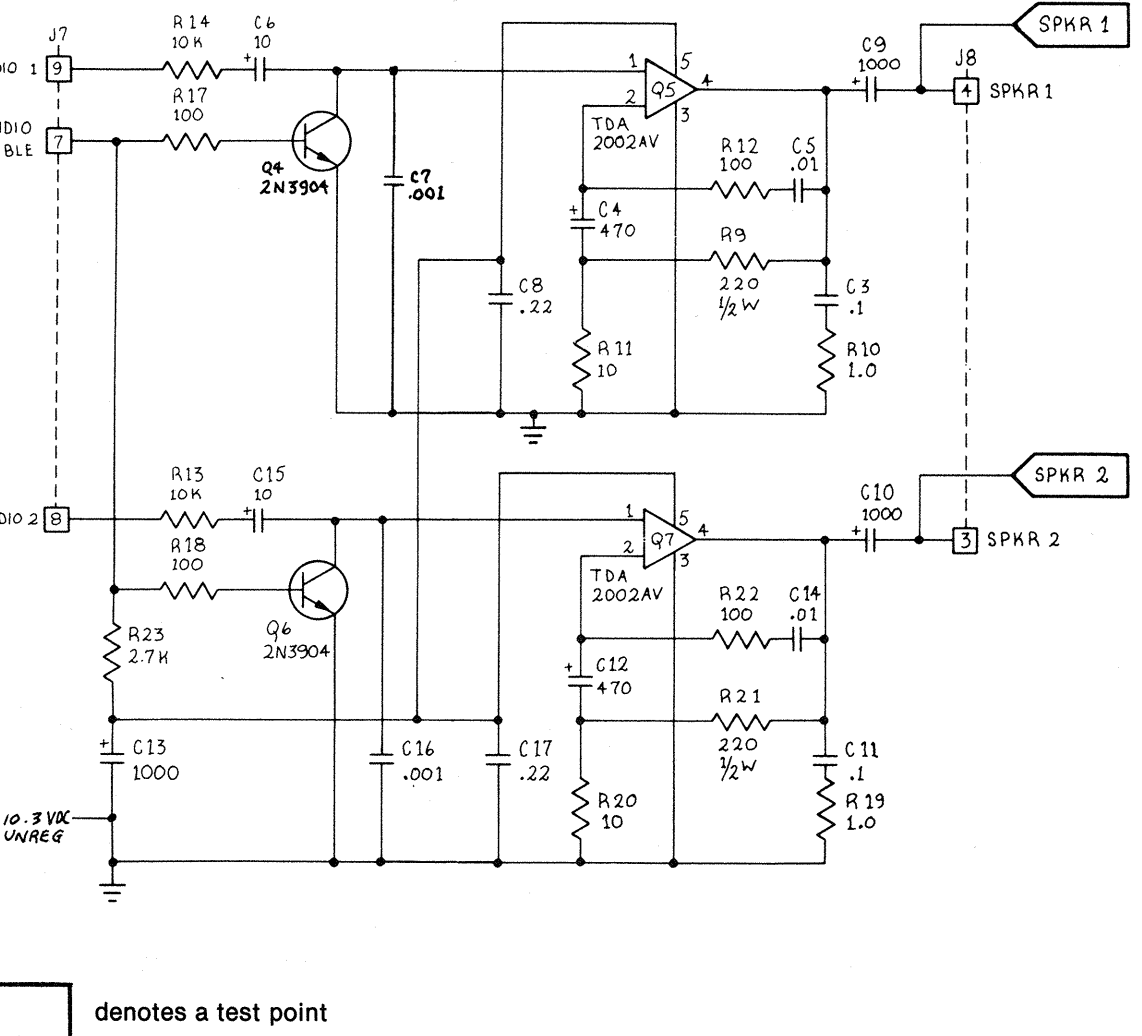 R14
10K
C6
+
10
J7
DIO 1
9
R17
100
DIO
BLE
7
Q4
2N3904
C7
.001
1
2
5
Q5
4
3
TDA
2002AV
C9
1000
+
SPKR 1
J8
4
SPKR 1
R12
100
C5
.01
+
C4
470
R9
220
1/2 W
C8
.22
C3
.1
R11
10
R10
1.0
R13
10K
C15
+
10
DIO 2
8
R18
100
Q6
2N3904
R23
2.7K
1
2
5
Q7
4
3
TDA
2002AV
C10
1000
+
SPKR 2
3
SPKR 2
R22
100
C14
.01
+
C12
470
R21
220
1/2 W
+
C13
1000
C16
.001
C17
.22
C11
.1
R20
10
R19
1.0
10.3 VDC
UNREG
denotes a test point